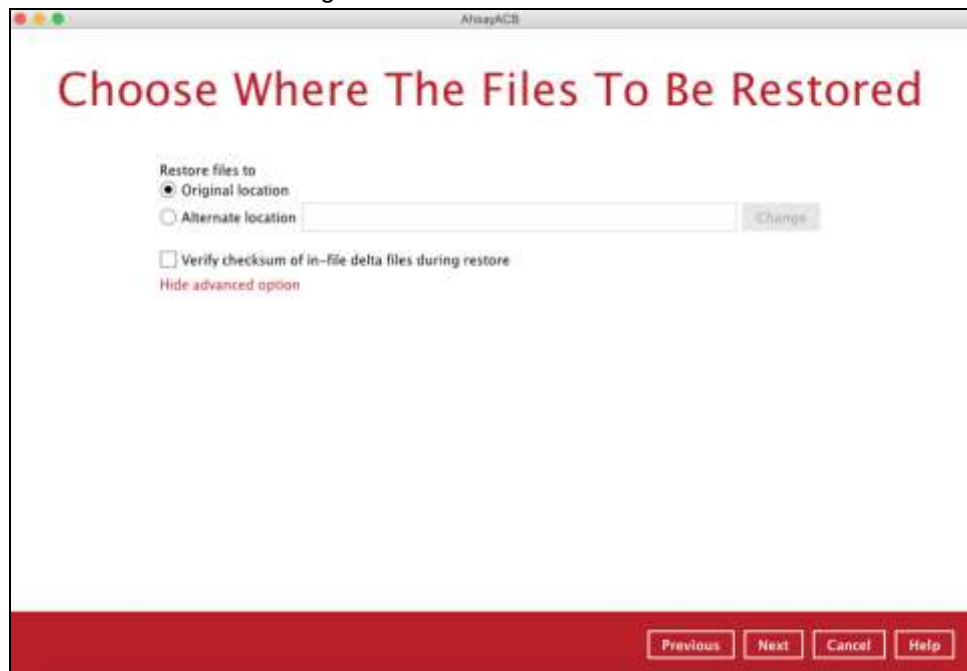 AhsayACB
Choose Where The Files To Be Restored
Restore files to
Original location
Alternate location
Change
Verify checksum of in-file delta files during restore
Hide advanced option
Previous Next Cancel Help